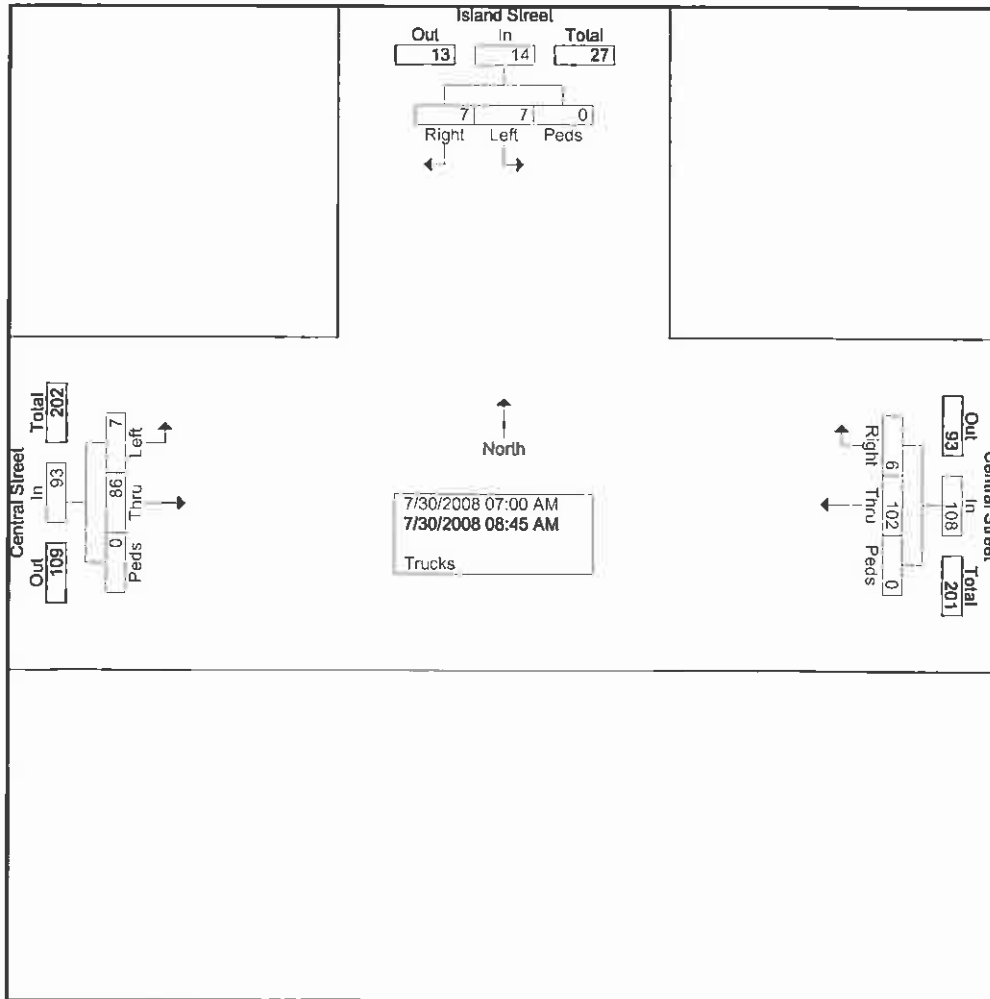 Island Street
Out In Total
13 14 27
7 7 0
Right Left Peds
Central Street
Total In Out
202 93 109
7 86 0
Left Thru Peds
North
7/30/2008 07:00 AM
7/30/2008 08:45 AM
Trucks
Right Thru Peds
6 102 0
Out In Total
93 108 201
Central Street